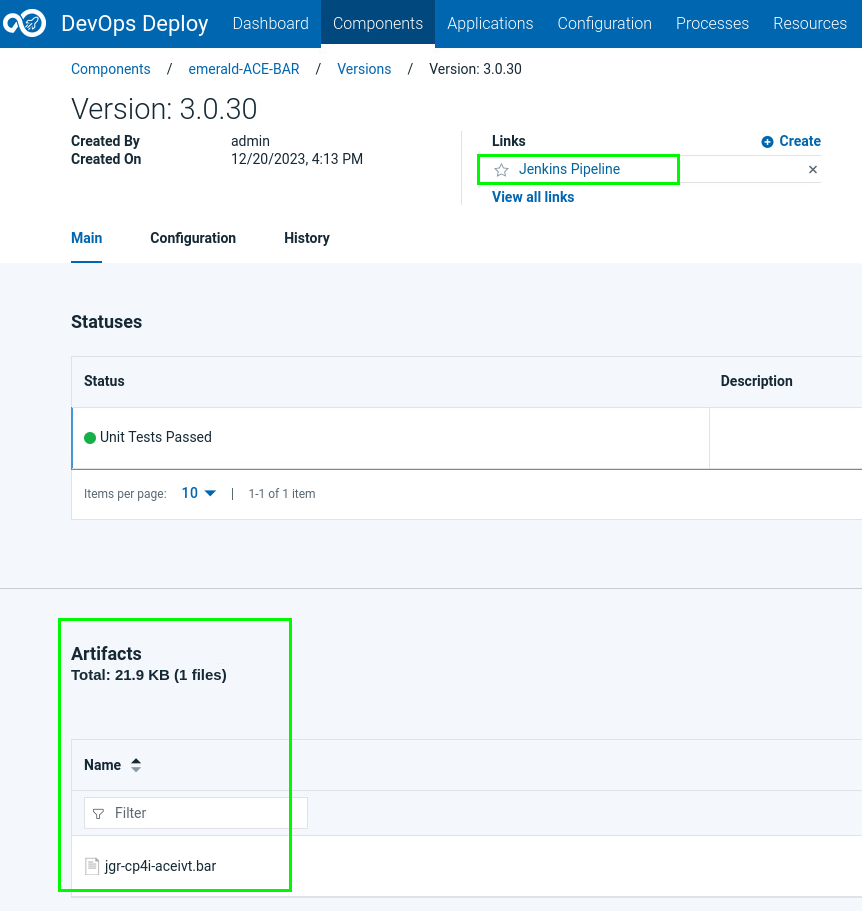 DevOps Deploy Dashboard Components Applications Configuration Processes Resources
Components / emerald-ACE-BAR / Versions / Version: 3.0.30
Version: 3.0.30
Created By admin
Created On 12/20/2023, 4:13 PM
Links Create
Jenkins Pipeline ×
View all links
Main Configuration History
Statuses
Status Description
Unit Tests Passed
Items per page: 10 | 1-1 of 1 item
Artifacts
Total: 21.9 KB (1 files)
Name
Filter
jgr-cp4i-aceivt.bar